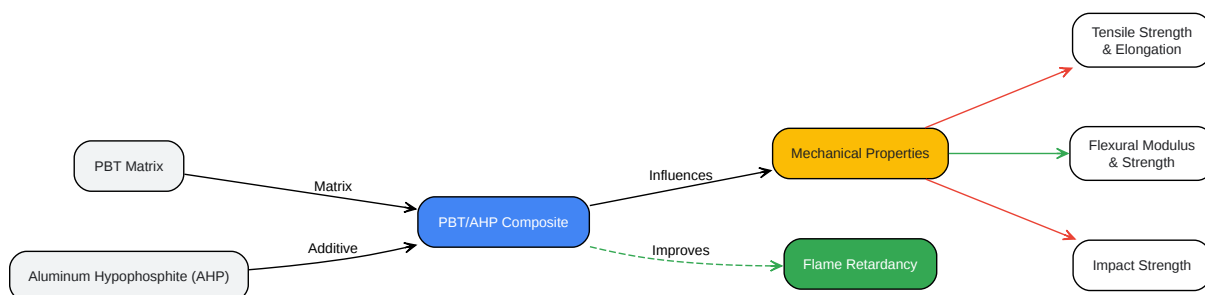 Tensile Strength
& Elongation
PBT Matrix
Matrix
Influences
Mechanical Properties
Flexural Modulus
& Strength
PBT/AHP Composite
Aluminum Hypophosphite (AHP)
Additive
Improves
Flame Retardancy
Impact Strength